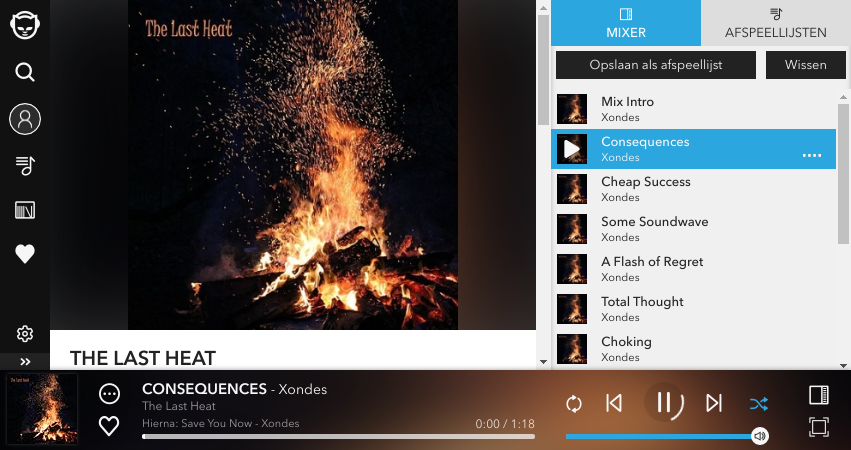 The Last Heat
THE LAST HEAT
MIXER
AFSPEELLIJSTEN
Opslaan als afspeellijst
Wissen
Mix Intro
Xondes
Consequences
Xondes
Cheap Success
Xondes
Some Soundwave
Xondes
A Flash of Regret
Xondes
Total Thought
Xondes
Choking
Xondes
CONSEQUENCES - Xondes
The Last Heat
Hierna: Save You Now - Xondes
0:00 / 1:18